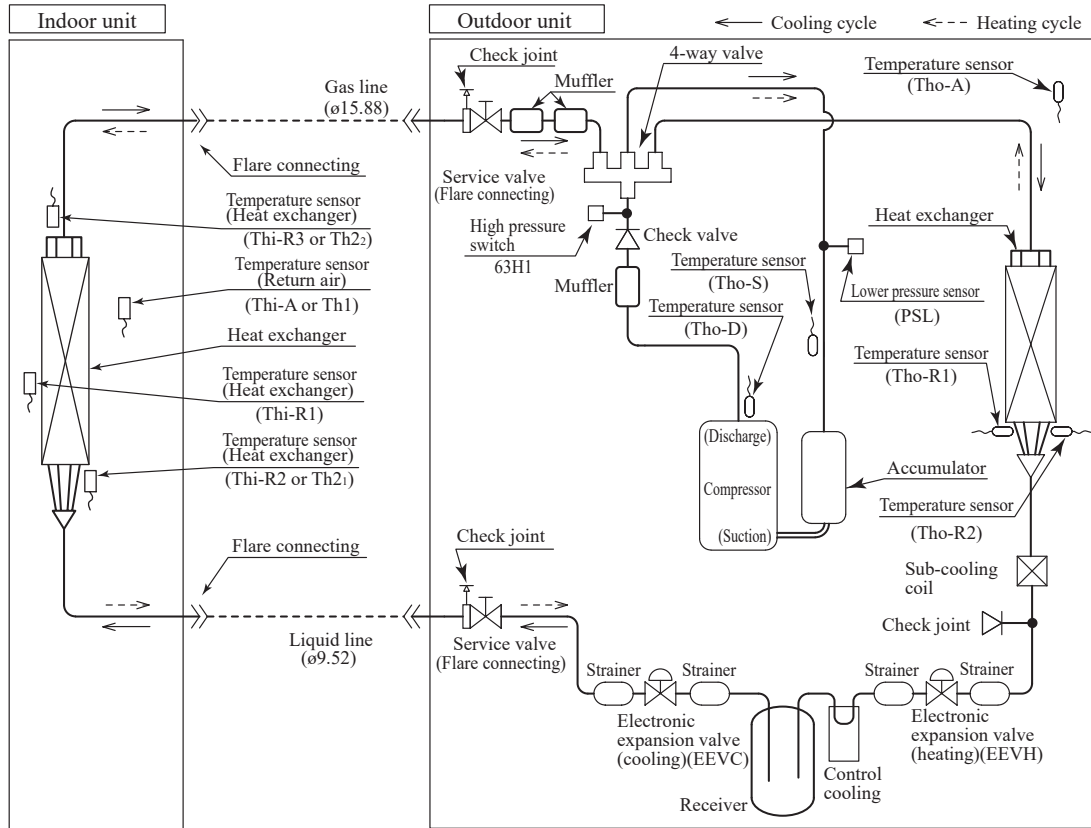 Indoor unit
Outdoor unit
Cooling cycle
Heating cycle
Check joint
4-way valve
Temperature sensor
(Tho-A)
Muffler
Gas line
(ø15.88)
Flare connecting
Service valve
(Flare connecting)
Temperature sensor
(Heat exchanger)
(Thi-R3 or Th2₂)
High pressure
switch
63H1
Check valve
Heat exchanger
Temperature sensor
(Return air)
(Thi-A or Th1)
Muffler
Temperature sensor
(Tho-S)
Lower pressure sensor
(PSL)
Temperature sensor
(Tho-D)
Heat exchanger
Temperature sensor
(Tho-R1)
Temperature sensor
(Heat exchanger)
(Thi-R1)
(Discharge)
Compressor
(Suction)
Temperature sensor
(Heat exchanger)
(Thi-R2 or Th2₁)
Accumulator
Temperature sensor
(Tho-R2)
Flare connecting
Check joint
Sub-cooling
coil
Check joint
Liquid line
(ø9.52)
Service valve
(Flare connecting)
Strainer
Strainer
Strainer
Strainer
Electronic
expansion valve
(cooling)(EEVC)
Electronic
expansion valve
(heating)(EEVH)
Control
cooling
Receiver